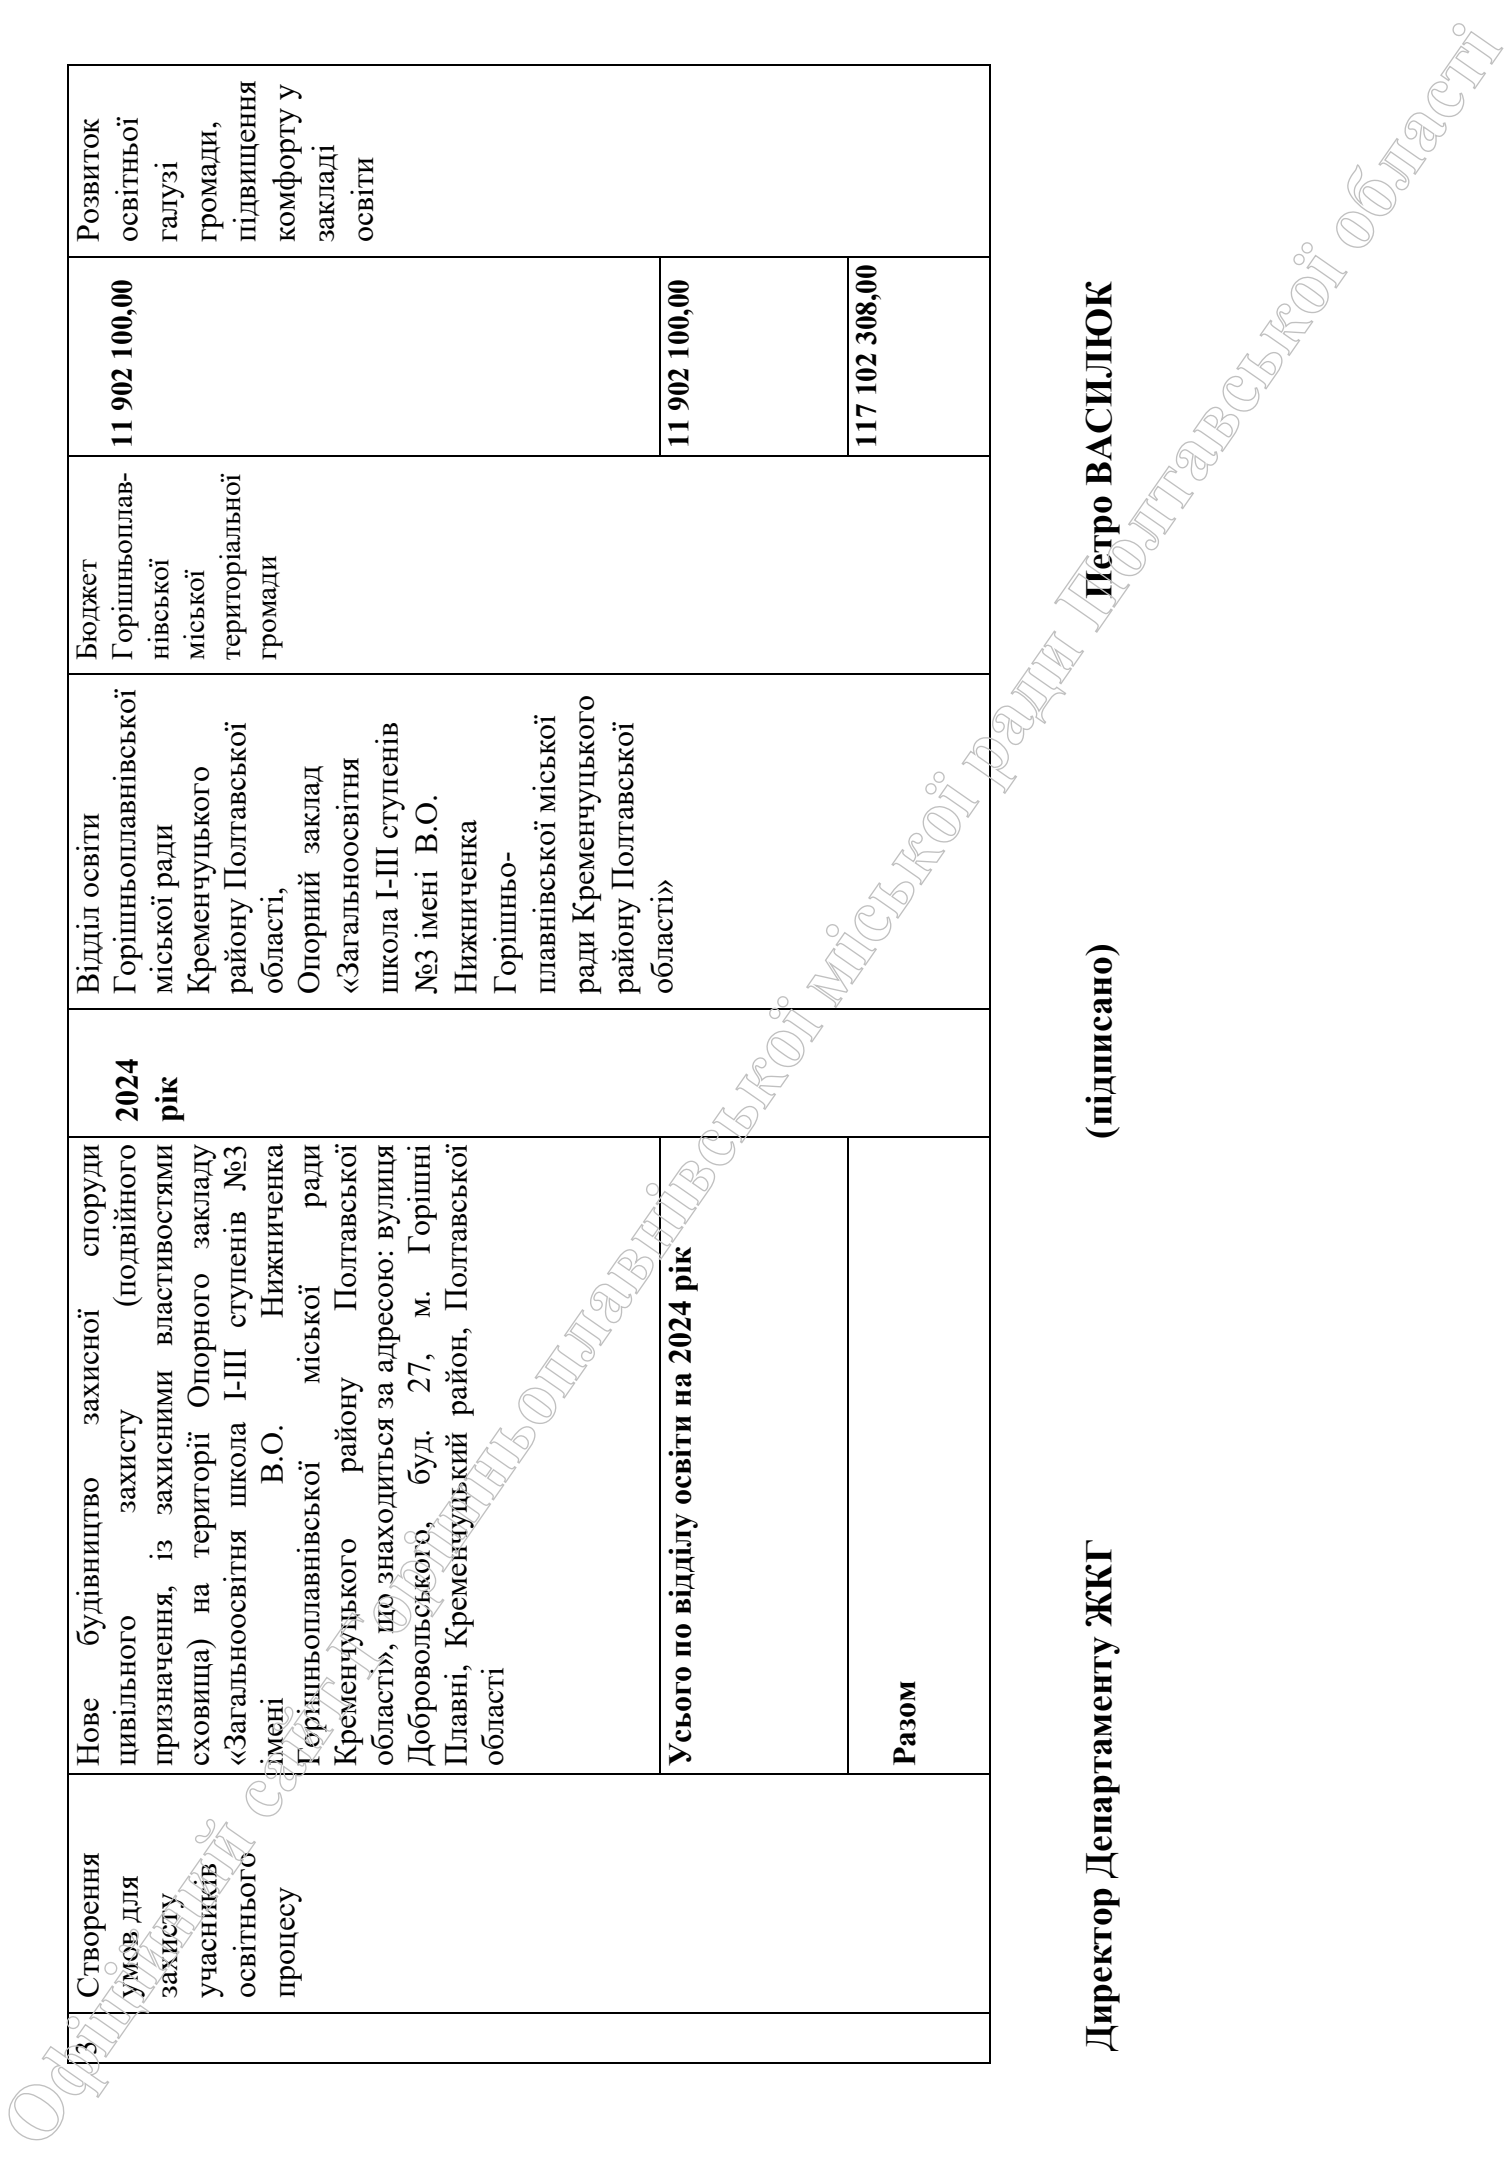 3
Створення
умов для
захисту
учасників
освітнього
процесу
Нове будівництво захисної споруди
цивільного захисту (подвійного
призначення, із захисними властивостями
сховища) на території Опорного закладу
«Загальноосвітня школа І-ІІІ ступенів №3
імені В.О. Нижниченка
Горішньоплавнівської міської ради
Кременчуцького району Полтавської
області», що знаходиться за адресою: вулиця
Добровольського, буд. 27, м. Горішні
Плавні, Кременчуцький район, Полтавської
області
2024
рік
Відділ освіти
Горішньоплавнівської
міської ради
Кременчуцького
району Полтавської
області,
Опорний заклад
«Загальноосвітня
школа І-ІІІ ступенів
№3 імені В.О.
Нижниченка
Горішньо-
плавнівської міської
ради Кременчуцького
району Полтавської
області»
Бюджет
Горішньоплав-
нівської
міської
територіальної
громади
11 902 100,00
Розвиток
освітньої
галузі
громади,
підвищення
комфорту у
закладі
освіти
Усього по відділу освіти на 2024 рік
11 902 100,00
Разом
117 102 308,00
Директор Департаменту ЖКГ (підписано) Петро ВАСИЛЮК
Офіційний сайт Горішньоплавнівської міської ради Полтавської області